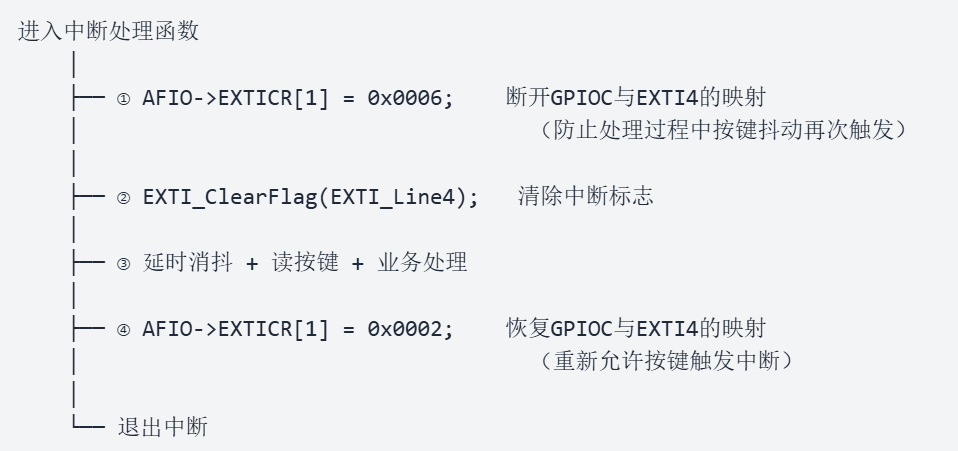 进入中断处理函数
├── ① AFIO->EXTICR[1] = 0x0006; 断开GPIOC与EXTI4的映射
（防止处理过程中按键抖动再次触发）
├── ② EXTI_ClearFlag(EXTI_Line4); 清除中断标志
├── ③ 延时消抖 + 读按键 + 业务处理
├── ④ AFIO->EXTICR[1] = 0x0002; 恢复GPIOC与EXTI4的映射
（重新允许按键触发中断）
└── 退出中断